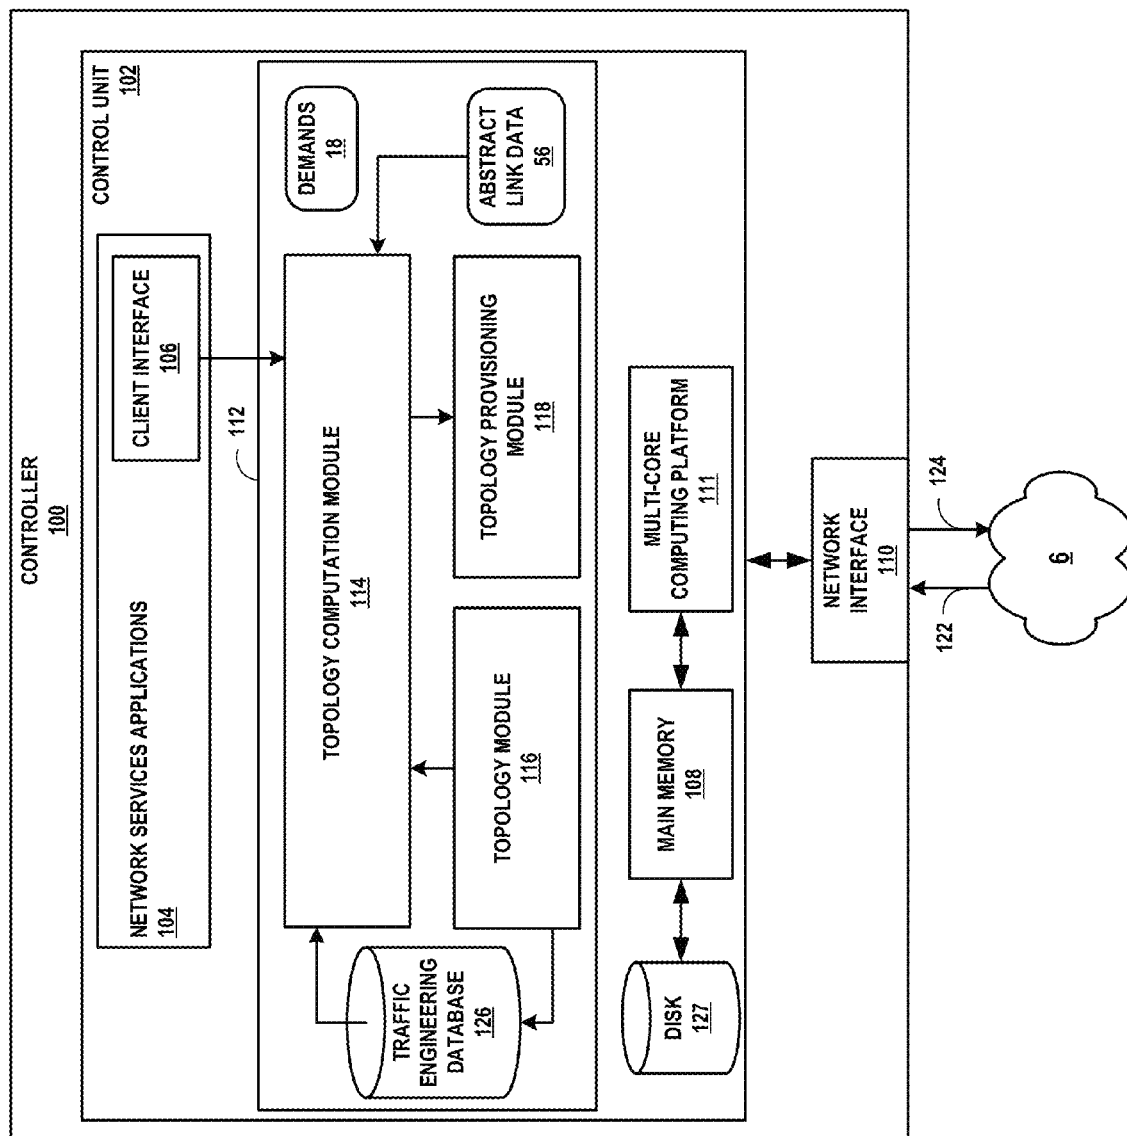 CONTROLLER
100
CONTROL UNIT
102
NETWORK SERVICES APPLICATIONS
104
CLIENT INTERFACE
106
112
TRAFFIC
ENGINEERING
DATABASE
126
TOPOLOGY COMPUTATION MODULE
114
DEMANDS
18
TOPOLOGY MODULE
116
TOPOLOGY PROVISIONING
MODULE
118
ABSTRACT
LINK DATA
56
DISK
127
MAIN MEMORY
108
MULTI-CORE
COMPUTING PLATFORM
111
NETWORK
INTERFACE
110
122
124
6